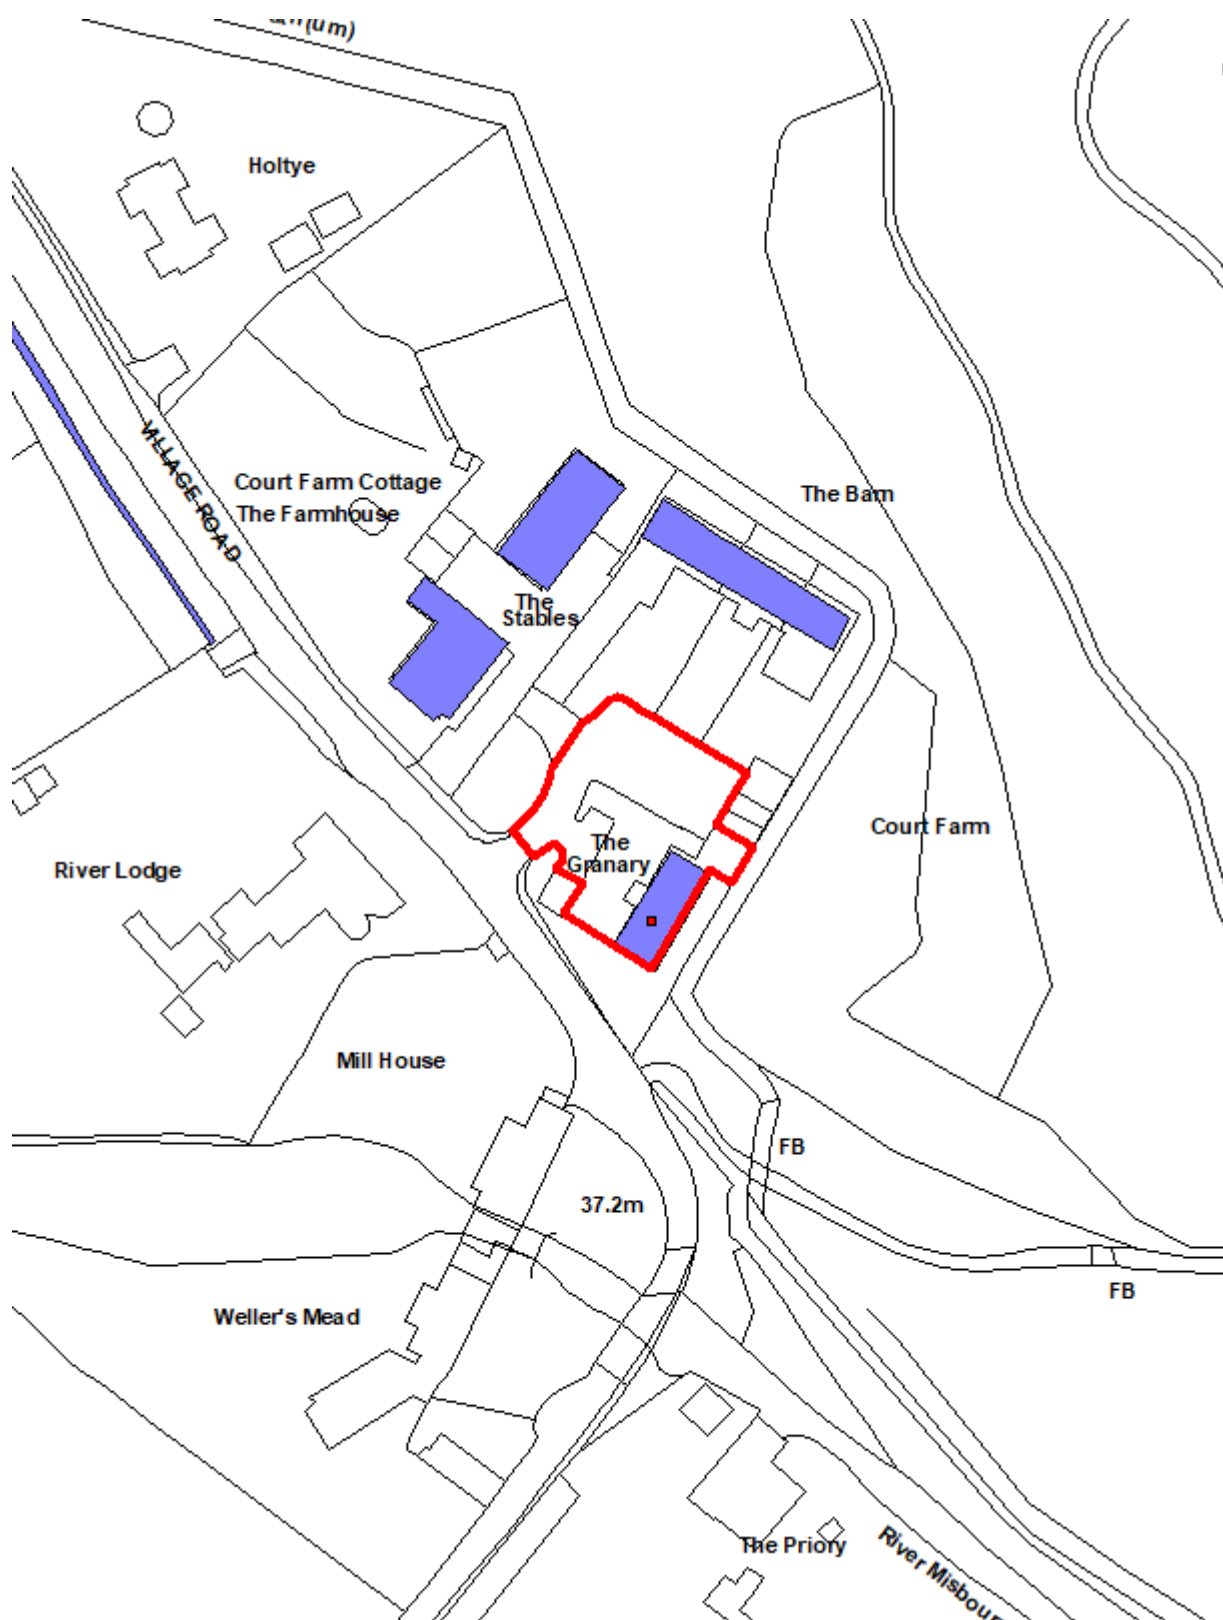 Holtye
VILLAGE ROAD
Court Farm Cottage
The Farmhouse
The Barn
The
Stables
Court Farm
The
Granary
River Lodge
Mill House
FB
37.2m
FB
Weller's Mead
The Priory
River Misbour